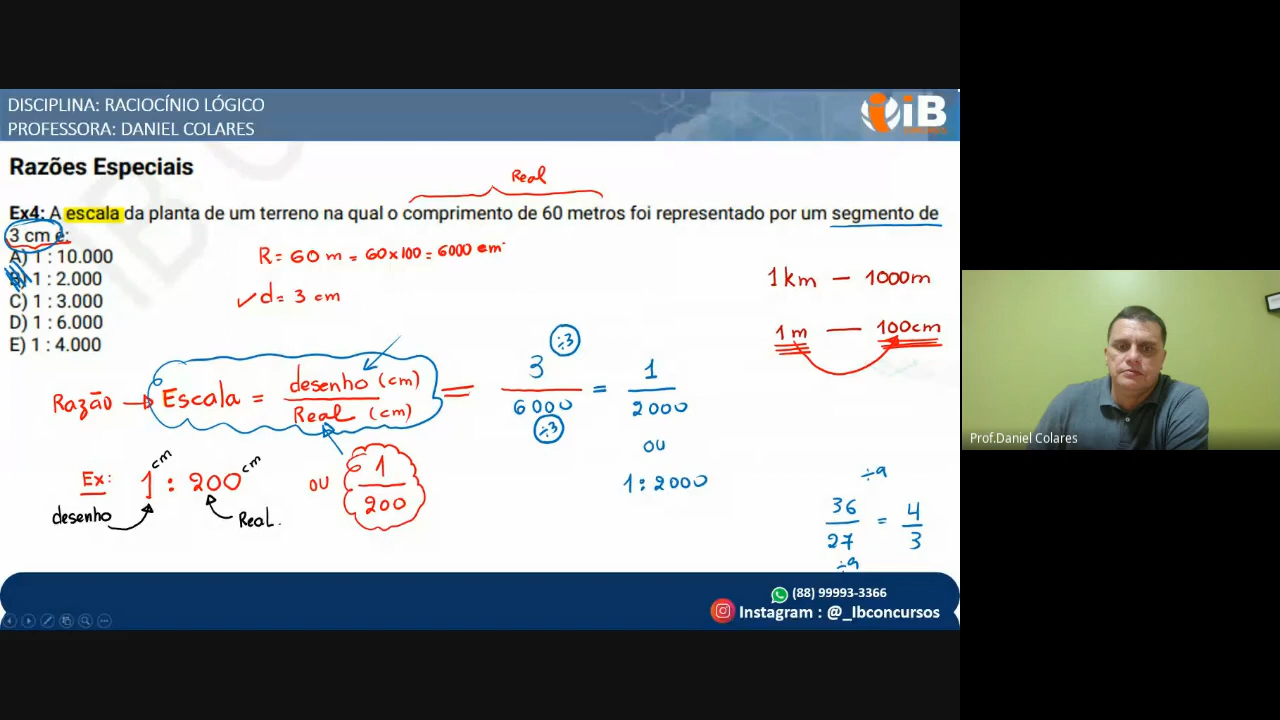 DISCIPLINA: RACIOCÍNIO LÓGICO
PROFESSORA: DANIEL COLARES
iB
Razões Especiais
Real
Ex4: A escala da planta de um terreno na qual o comprimento de 60 metros foi representado por um segmento de
3 cm é:
A) 1 : 10.000
B) 1 : 2.000
C) 1 : 3.000
D) 1 : 6.000
E) 1 : 4.000
R = 60 m = 60x100 = 6000 cm
d = 3 cm
1 km — 1000m
1 m — 100cm
Razão → Escala = desenho (cm) / Real (cm) = 3 / 6000 = 1 / 2000
÷3
÷3
ou
1 : 2000
Ex: 1 cm : 200 cm ou 1 / 200
desenho
Real.
÷9
36 / 27 = 4 / 3
÷9
Prof.Daniel Colares
(88) 99993-3366
Instagram : @_Ibconcursos